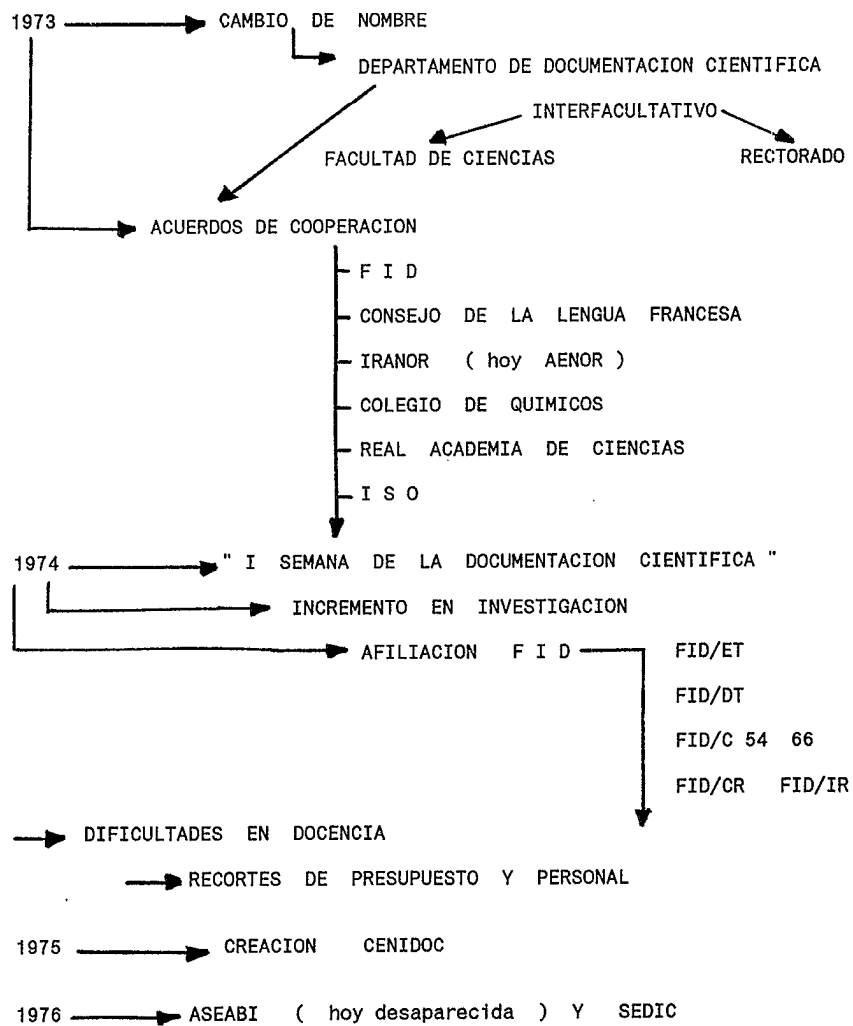 1973 CAMBIO DE NOMBRE
DEPARTAMENTO DE DOCUMENTACION CIENTIFICA
INTERFACULTATIVO
FACULTAD DE CIENCIAS RECTORADO
ACUERDOS DE COOPERACION
F I D
CONSEJO DE LA LENGUA FRANCESA
IRANOR ( hoy AENOR )
COLEGIO DE QUIMICOS
REAL ACADEMIA DE CIENCIAS
I S O
1974 " I SEMANA DE LA DOCUMENTACION CIENTIFICA "
INCREMENTO EN INVESTIGACION
AFILIACION F I D FID/ET
FID/DT
FID/C 54 66
FID/CR FID/IR
DIFICULTADES EN DOCENCIA
RECORTES DE PRESUPUESTO Y PERSONAL
1975 CREACION CENIDOC
1976 ASEABI ( hoy desaparecida ) Y SEDIC